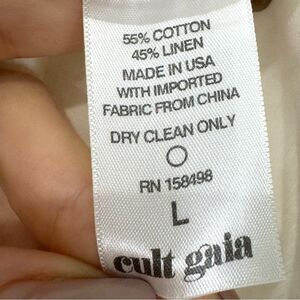 55% COTTON
45% LINEN
MADE IN USA
WITH IMPORTED
FABRIC FROM CHINA
DRY CLEAN ONLY
RN 158498
L
cult gaia